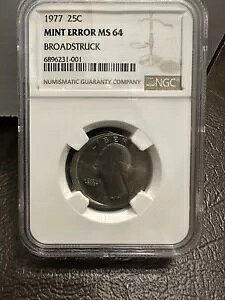 1977 25C
MINT ERROR MS 64
BROADSTRUCK
6896231-001
NUMISMATIC GUARANTY COMPANY
NGC